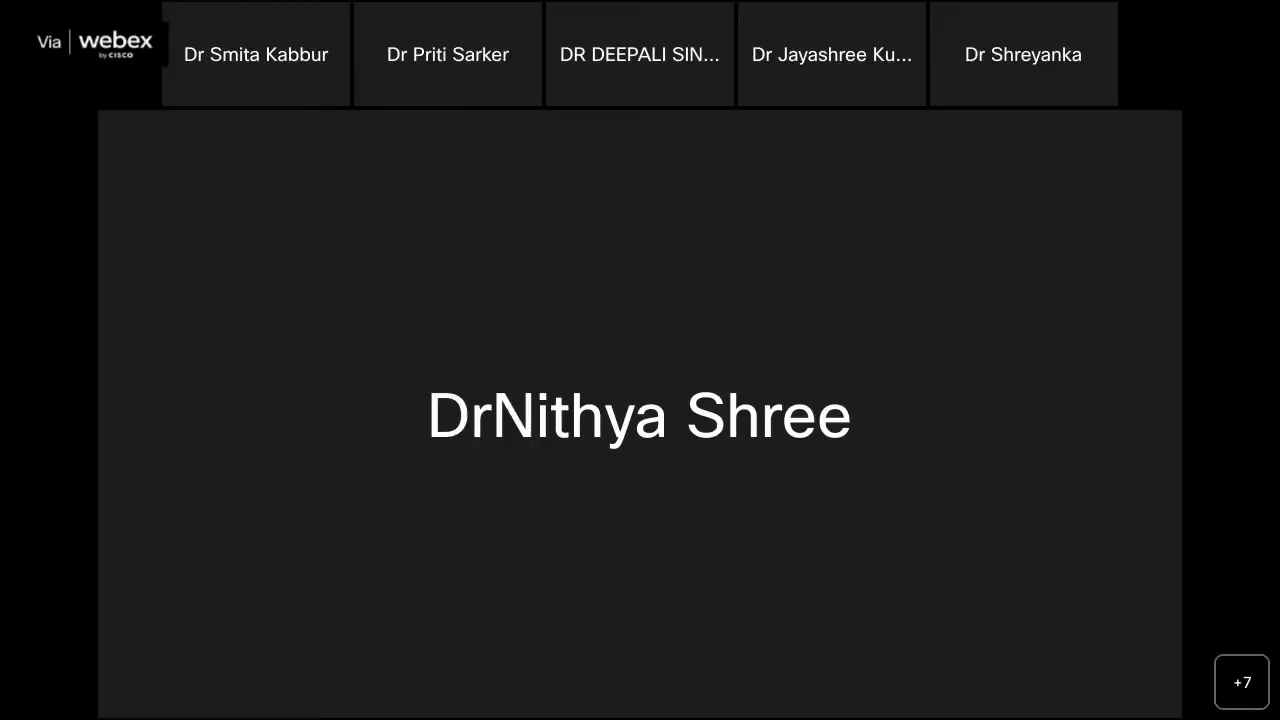 Via | webex
by CISCO
Dr Smita Kabbur
Dr Priti Sarker
DR DEEPALI SIN...
Dr Jayashree Ku...
Dr Shreyanka
DrNithya Shree
+7